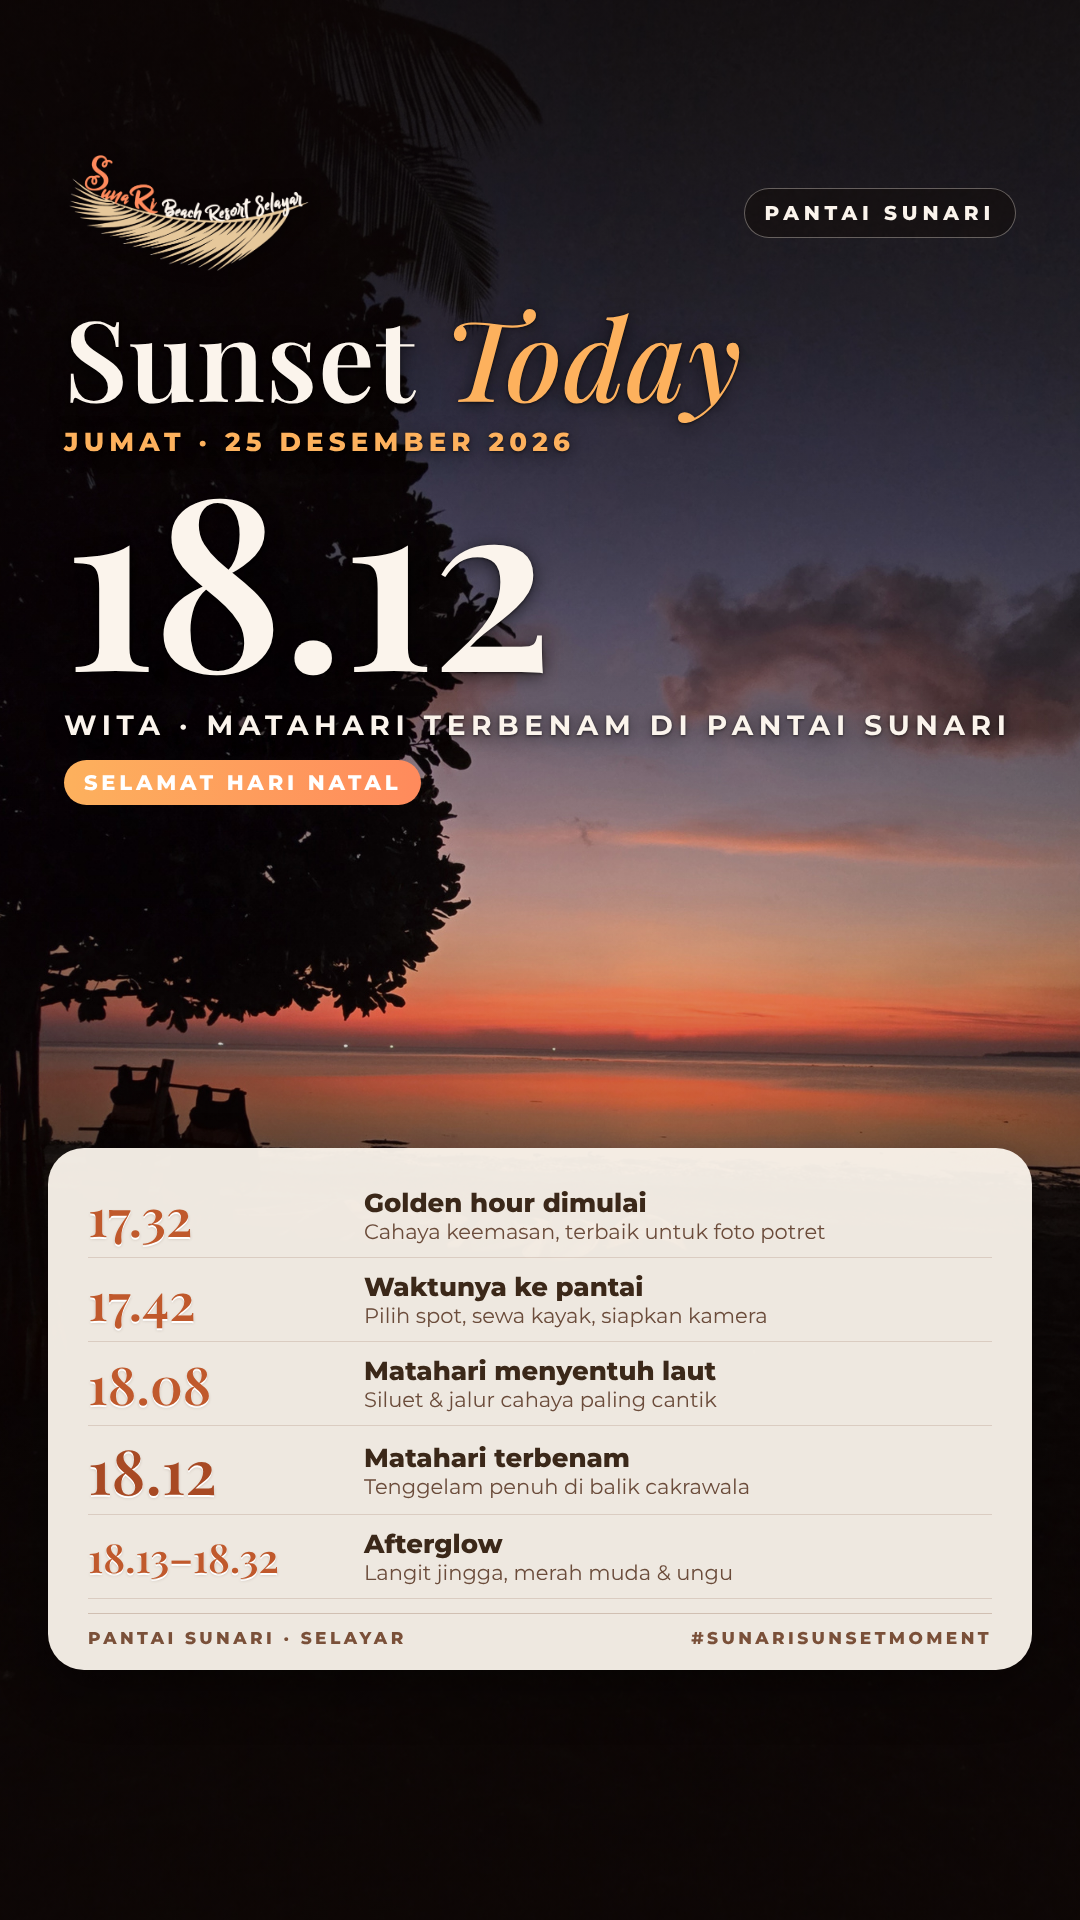 SunaRi Beach Resort Selayar
PANTAI SUNARI
Sunset Today
JUMAT · 25 DESEMBER 2026
18.12
WITA · MATAHARI TERBENAM DI PANTAI SUNARI
SELAMAT HARI NATAL
17.32
Golden hour dimulai
Cahaya keemasan, terbaik untuk foto potret
17.42
Waktunya ke pantai
Pilih spot, sewa kayak, siapkan kamera
18.08
Matahari menyentuh laut
Siluet & jalur cahaya paling cantik
18.12
Matahari terbenam
Tenggelam penuh di balik cakrawala
18.13–18.32
Afterglow
Langit jingga, merah muda & ungu
PANTAI SUNARI · SELAYAR
#SUNARISUNSETMOMENT